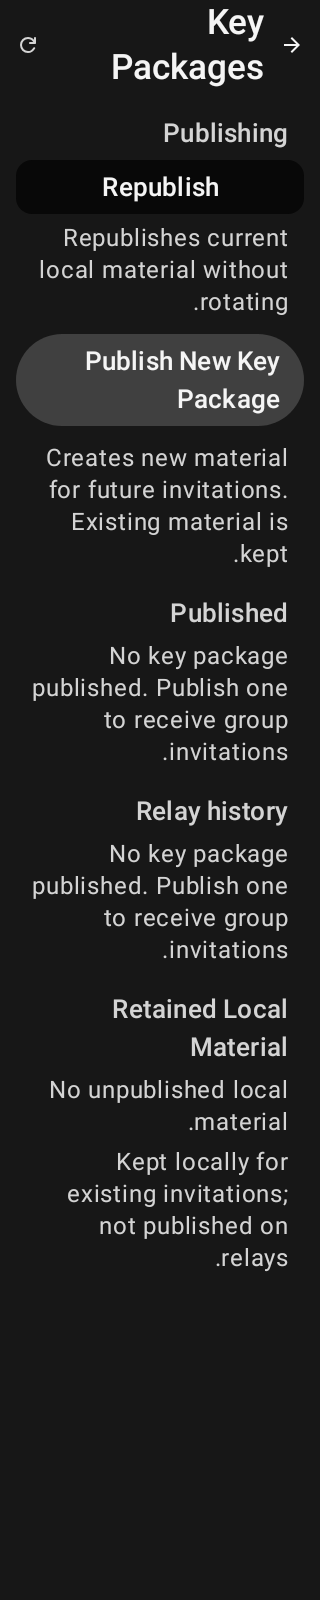 Key
Packages
Publishing
Republish
Republishes current
local material without
rotating.
Publish New Key
Package
Creates new material
for future invitations.
Existing material is
kept.
Published
No key package
published. Publish one
to receive group
invitations.
Relay history
No key package
published. Publish one
to receive group
invitations.
Retained Local
Material
No unpublished local
material.
Kept locally for
existing invitations;
not published on
relays.